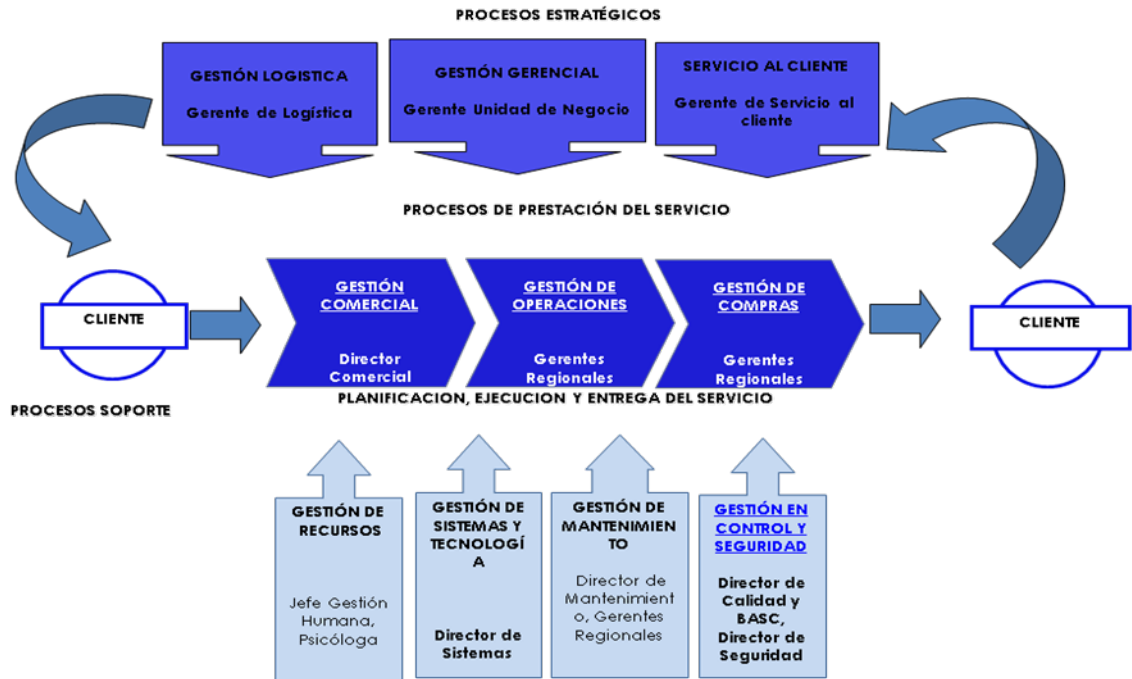 PROCESOS ESTRATÉGICOS
GESTIÓN LOGISTICA
Gerente de Logística
GESTIÓN GERENCIAL
Gerente Unidad de Negocio
SERVICIO AL CLIENTE
Gerente de Servicio al
cliente
PROCESOS DE PRESTACIÓN DEL SERVICIO
CLIENTE
GESTIÓN
COMERCIAL
Director
Comercial
GESTIÓN DE
OPERACIONES
Gerentes
Regionales
GESTIÓN DE
COMPRAS
Gerentes
Regionales
CLIENTE
PLANIFICACION, EJECUCION Y ENTREGA DEL SERVICIO
PROCESOS SOPORTE
GESTIÓN DE
RECURSOS
Jefe Gestión
Humana,
Psicóloga
GESTIÓN DE
SISTEMAS Y
TECNOLOGÍ
A
Director de
Sistemas
GESTIÓN DE
MANTENIMIE
NTO
Director de
Mantenimient
o, Gerentes
Regionales
GESTIÓN EN
CONTROL Y
SEGURIDAD
Director de
Calidad y
BASC,
Director de
Seguridad